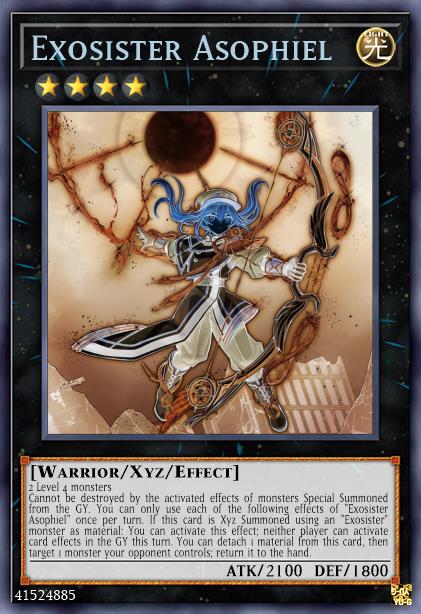 EXOSISTER ASOPHIEL
LIGHT
光
[WARRIOR/XYZ/EFFECT]
2 Level 4 monsters
Cannot be destroyed by the activated effects of monsters Special Summoned
from the GY. You can only use each of the following effects of "Exosister
Asophiel" once per turn. If this card is Xyz Summoned using an "Exosister"
monster as material: You can activate this effect; neither player can activate
card effects in the GY this turn. You can detach 1 material from this card, then
target 1 monster your opponent controls; return it to the hand.
ATK/2100 DEF/1800
41524885